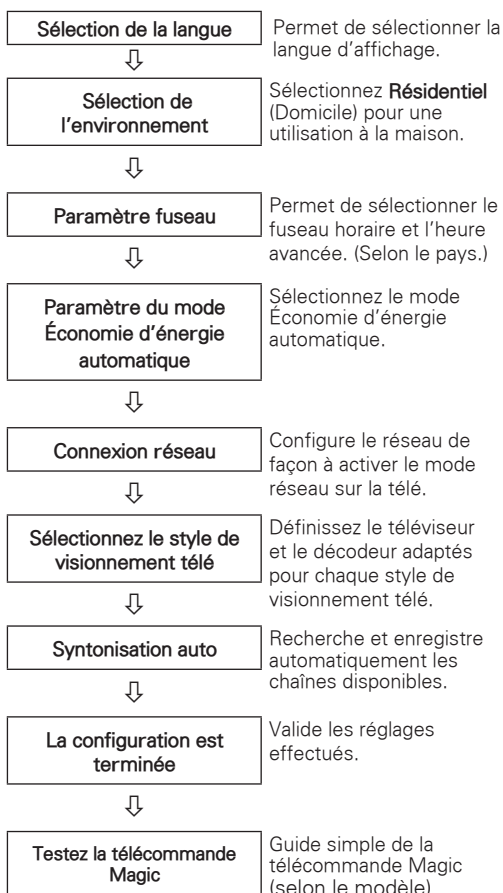 Sélection de la langue
Permet de sélectionner la
langue d'affichage.
Sélection de
l'environnement
Sélectionnez Résidentiel
(Domicile) pour une
utilisation à la maison.
Paramètre fuseau
Permet de sélectionner le
fuseau horaire et l'heure
avancée. (Selon le pays.)
Paramètre du mode
Économie d'énergie
automatique
Sélectionnez le mode
Économie d'énergie
automatique.
Connexion réseau
Configure le réseau de
façon à activer le mode
réseau sur la télé.
Sélectionnez le style de
visionnement télé
Définissez le téléviseur
et le décodeur adaptés
pour chaque style de
visionnement télé.
Syntonisation auto
Recherche et enregistre
automatiquement les
chaînes disponibles.
La configuration est
terminée
Valide les réglages
effectués.
Testez la télécommande
Magic
Guide simple de la
télécommande Magic
(selon le modèle)